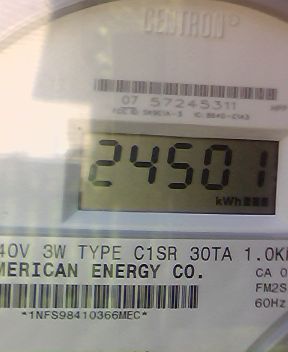 CENTRON®
07 57245311
24501
kWh
40V 3W TYPE C1SR 30TA 1.0K
MERICAN ENERGY CO.
CA 0
FM2S
60Hz
*1NFS98410366MEC*